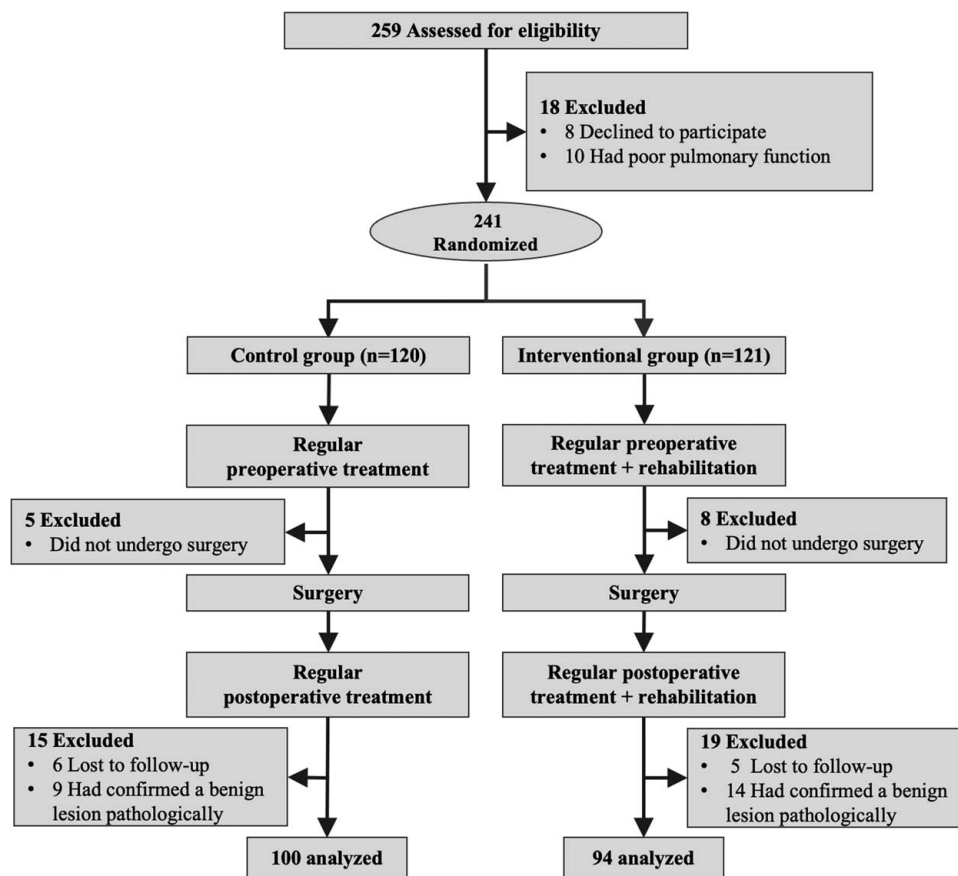 259 Assessed for eligibility
18 Excluded
• 8 Declined to participate
• 10 Had poor pulmonary function
241
Randomized
Control group (n=120)
Interventional group (n=121)
Regular
preoperative treatment
Regular preoperative
treatment + rehabilitation
5 Excluded
• Did not undergo surgery
8 Excluded
• Did not undergo surgery
Surgery
Surgery
Regular
postoperative treatment
Regular postoperative
treatment + rehabilitation
15 Excluded
• 6 Lost to follow-up
• 9 Had confirmed a benign
lesion pathologically
19 Excluded
• 5 Lost to follow-up
• 14 Had confirmed a benign
lesion pathologically
100 analyzed
94 analyzed